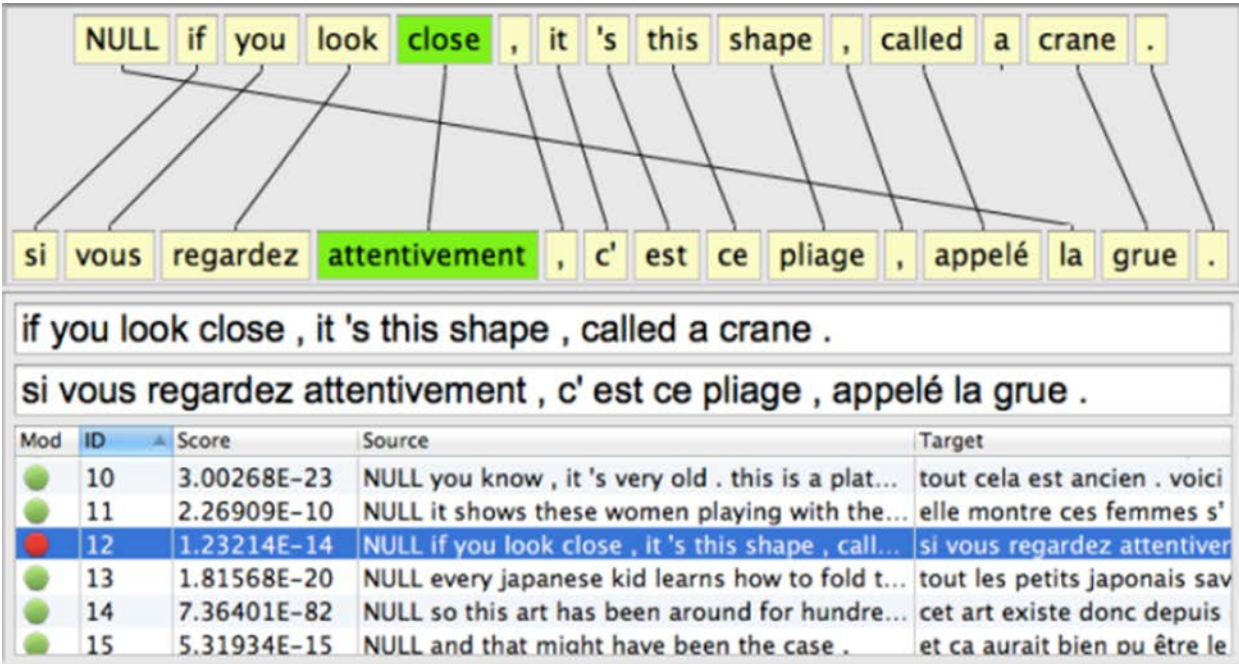 NULL if you look close , it 's this shape , called a crane .
si vous regardez attentivement , c' est ce pliage , appelé la grue .
if you look close , it 's this shape , called a crane .
si vous regardez attentivement , c' est ce pliage , appelé la grue .
Mod ID Score Source Target
10 3.00268E-23 NULL you know , it 's very old . this is a plat... tout cela est ancien . voici
11 2.26909E-10 NULL it shows these women playing with the... elle montre ces femmes s'
12 1.23214E-14 NULL if you look close , it 's this shape , call... si vous regardez attentiver
13 1.81568E-20 NULL every japanese kid learns how to fold t... tout les petits japonais sav
14 7.36401E-82 NULL so this art has been around for hundre... cet art existe donc depuis
15 5.31934E-15 NULL and that might have been the case . et ca aurait bien pu être le